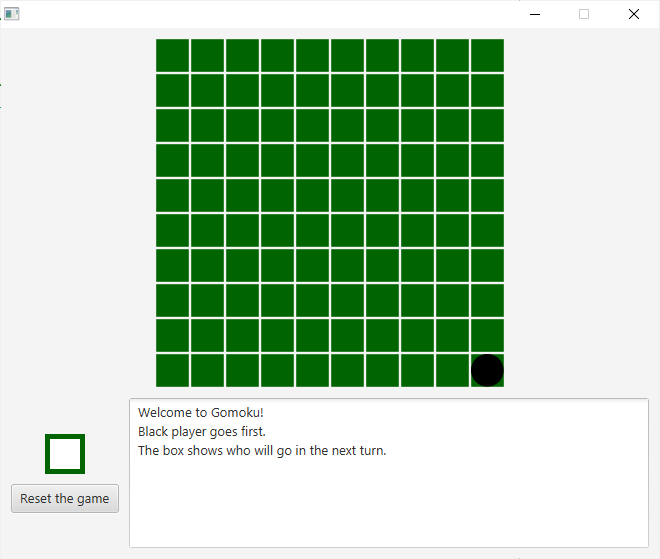 Welcome to Gomoku!
Black player goes first.
The box shows who will go in the next turn.
Reset the game